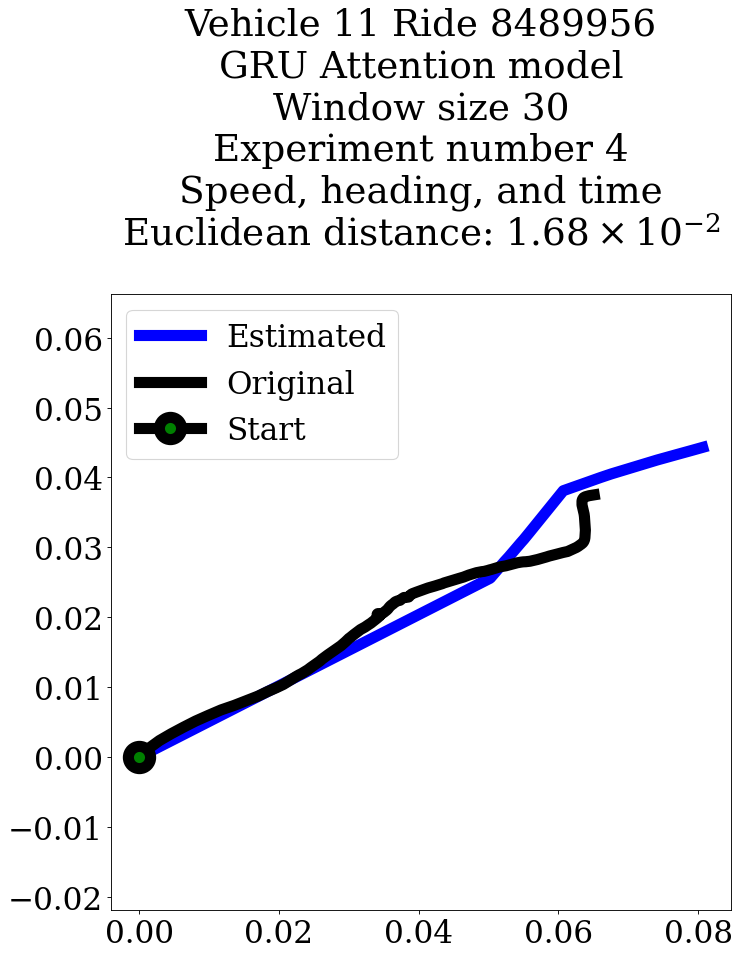 Vehicle 11 Ride 8489956
GRU Attention model
Window size 30
Experiment number 4
Speed, heading, and time
Euclidean distance: 1.68 × 10⁻²
Estimated
Original
Start
0.06
0.05
0.04
0.03
0.02
0.01
0.00
−0.01
−0.02
0.00 0.02 0.04 0.06 0.08